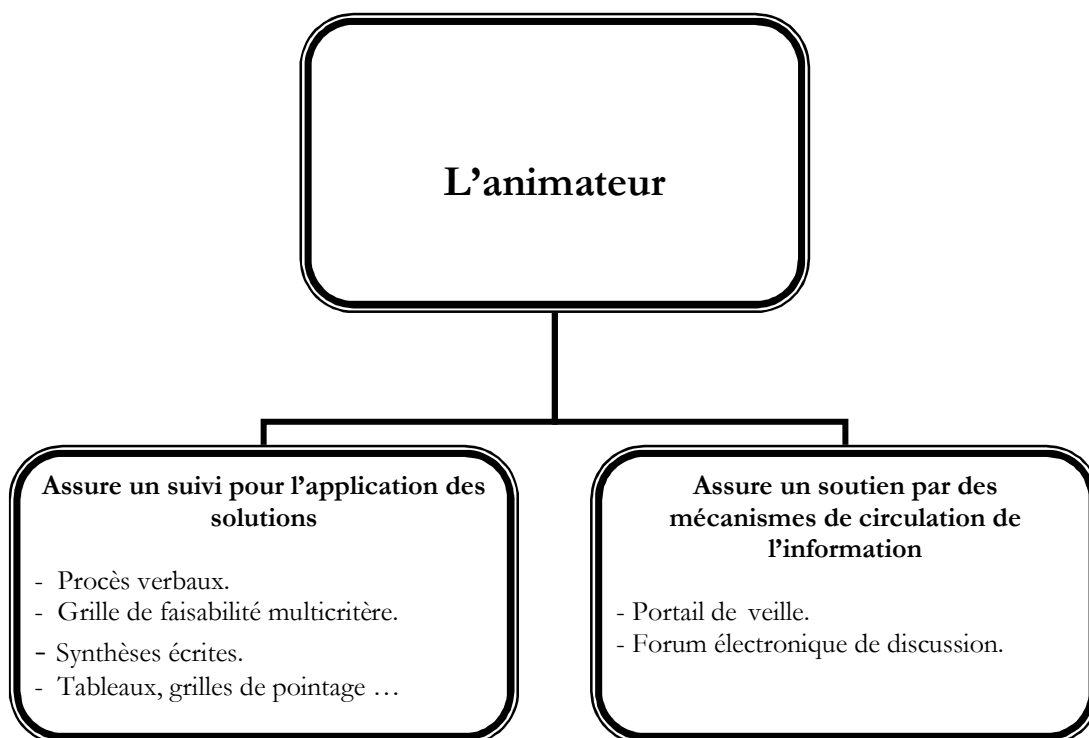 L’animateur
Assure un suivi pour l’application des
solutions
- Procès verbaux.
- Grille de faisabilité multicritère.
- Synthèses écrites.
- Tableaux, grilles de pointage …
Assure un soutien par des
mécanismes de circulation de
l’information
- Portail de veille.
- Forum électronique de discussion.